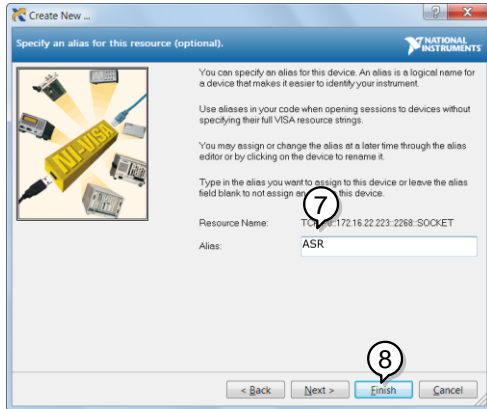 Create New ...
Specify an alias for this resource (optional).
NATIONAL
INSTRUMENTS
You can specify an alias for this device. An alias is a logical name for
a device that makes it easier to identify your instrument.
Use aliases in your code when opening sessions to devices without
specifying their full VISA resource strings.
You may assign or change the alias at a later time through the alias
editor or by clicking on the device to rename it.
Type in the alias you want to assign to this device or leave the alias
field blank to not assign an this device.
NI-VISA
7
Resource Name: 172.16.22.223::2268::SOCKET
Alias: ASR
8
< Back Next > Finish Cancel